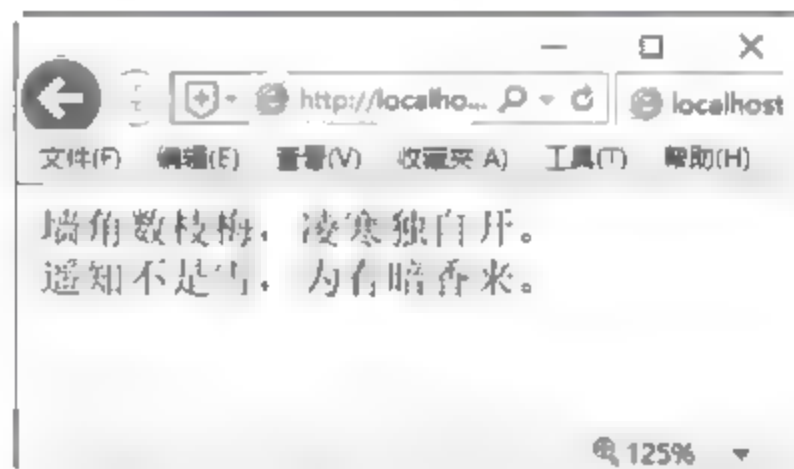 http://localho...
localhost
文件(F) 编辑(E) 查看(V) 收藏夹 A) 工具(T) 帮助(H)
墙角数枝梅，凌寒独自开。
遥知不是雪，为有暗香来。
125%